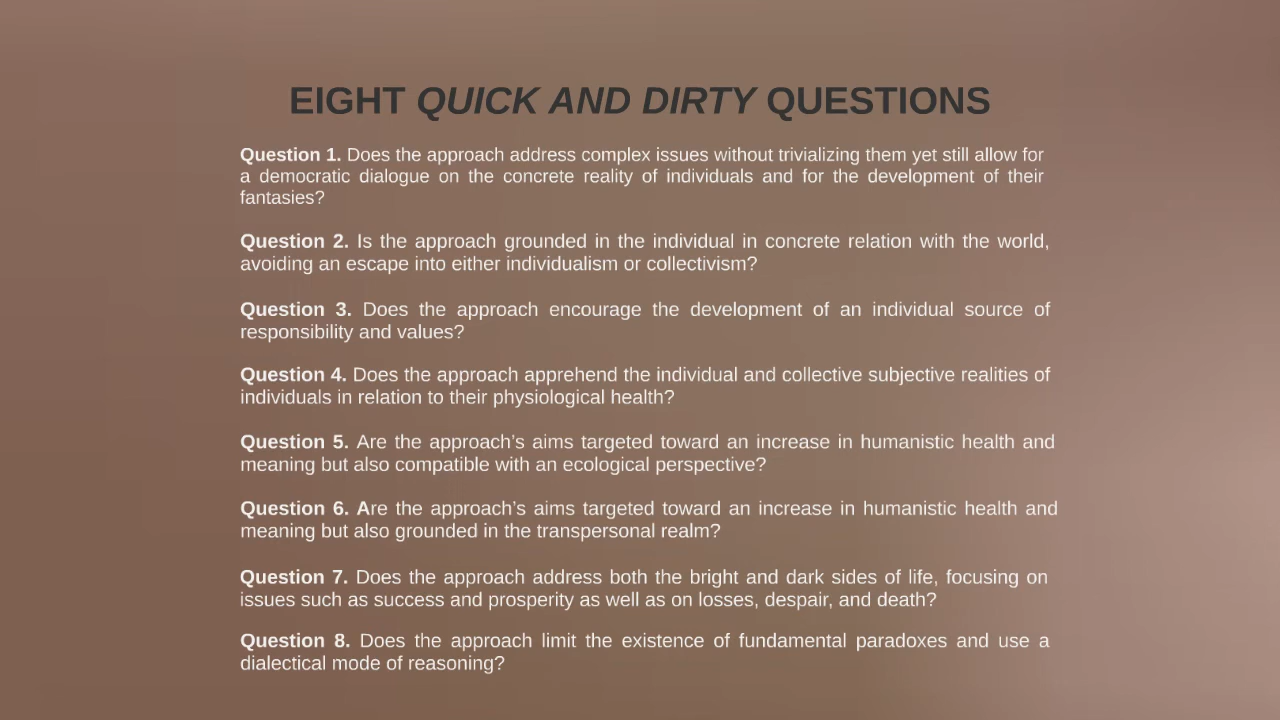 EIGHT QUICK AND DIRTY QUESTIONS
Question 1. Does the approach address complex issues without trivializing them yet still allow for
a democratic dialogue on the concrete reality of individuals and for the development of their
fantasies?
Question 2. Is the approach grounded in the individual in concrete relation with the world,
avoiding an escape into either individualism or collectivism?
Question 3. Does the approach encourage the development of an individual source of
responsibility and values?
Question 4. Does the approach apprehend the individual and collective subjective realities of
individuals in relation to their physiological health?
Question 5. Are the approach’s aims targeted toward an increase in humanistic health and
meaning but also compatible with an ecological perspective?
Question 6. Are the approach’s aims targeted toward an increase in humanistic health and
meaning but also grounded in the transpersonal realm?
Question 7. Does the approach address both the bright and dark sides of life, focusing on
issues such as success and prosperity as well as on losses, despair, and death?
Question 8. Does the approach limit the existence of fundamental paradoxes and use a
dialectical mode of reasoning?